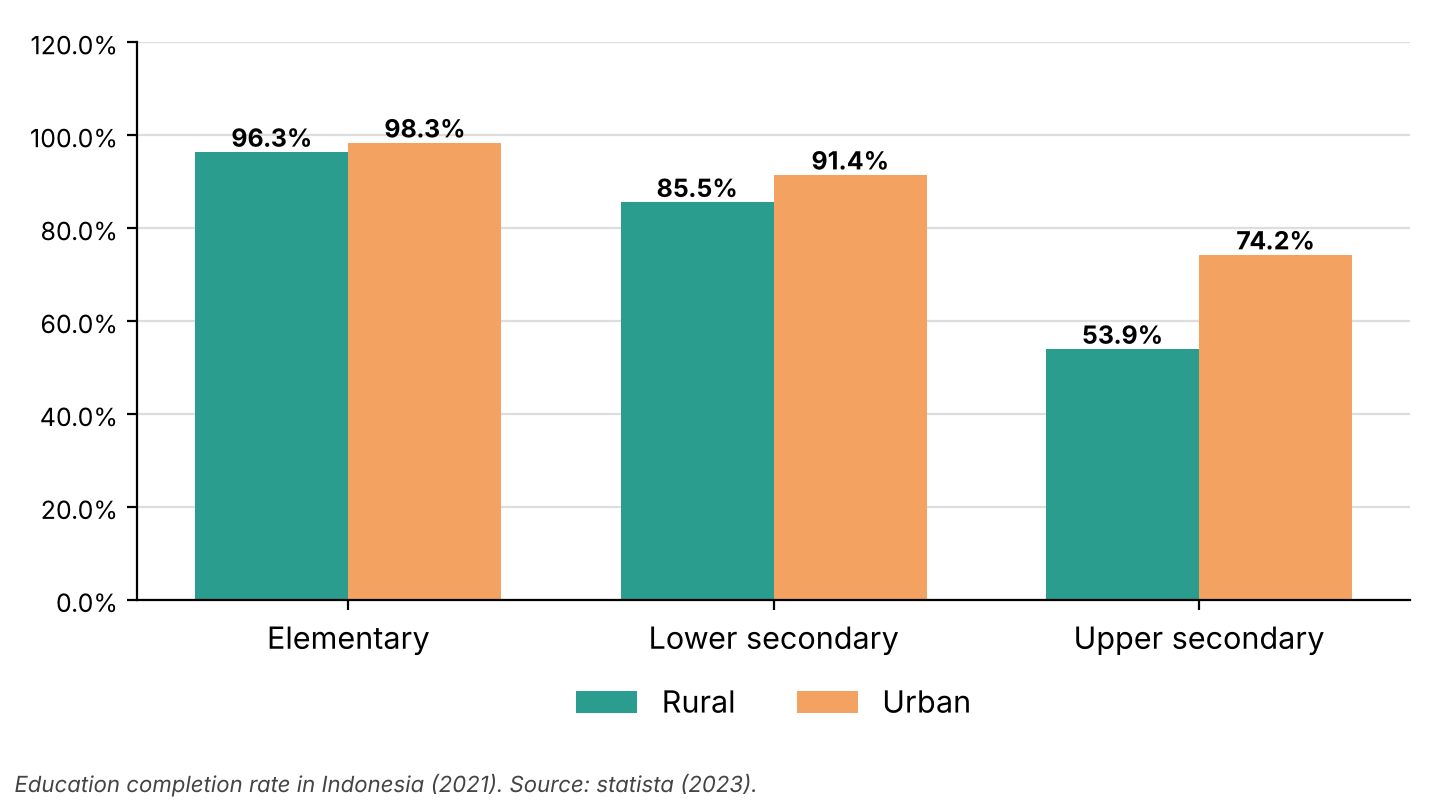 120.0%
100.0%
80.0%
60.0%
40.0%
20.0%
0.0%
96.3%
98.3%
85.5%
91.4%
53.9%
74.2%
Elementary
Lower secondary
Upper secondary
Rural
Urban
Education completion rate in Indonesia (2021). Source: statista (2023).